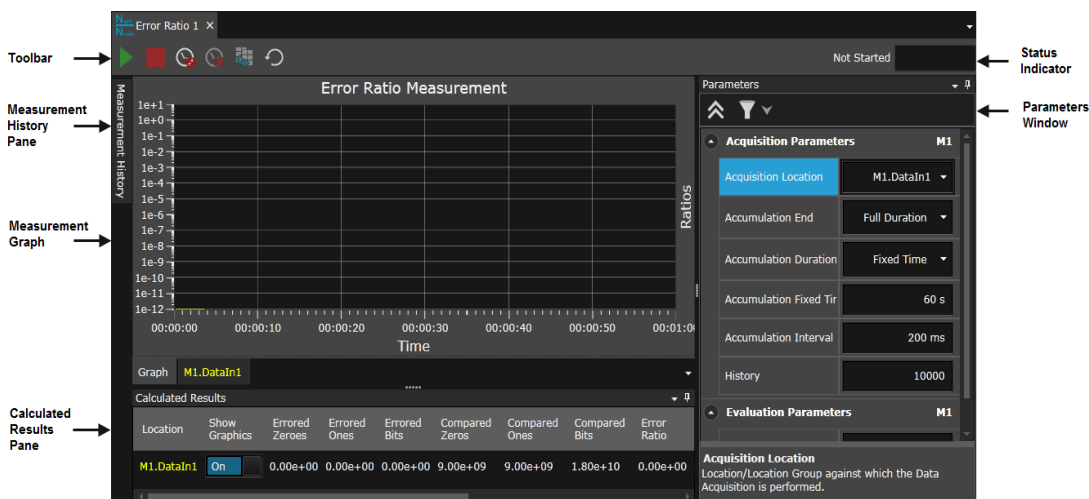 Error Ratio 1 ×
Toolbar
Not Started
Status
Indicator
Measurement
History
Pane
Measurement History
Error Ratio Measurement
1e+1
1e+0
1e-1
1e-2
1e-3
1e-4
1e-5
1e-6
1e-7
1e-8
1e-9
1e-10
1e-11
1e-12
Ratios
00:00:00 00:00:10 00:00:20 00:00:30 00:00:40 00:00:50 00:01:0
Time
Measurement
Graph
Graph M1.DataIn1
Parameters
Parameters
Window
Acquisition Parameters M1
Acquisition Location M1.DataIn1
Accumulation End Full Duration
Accumulation Duration Fixed Time
Accumulation Fixed Tir 60 s
Accumulation Interval 200 ms
History 10000
Evaluation Parameters M1
Acquisition Location
Location/Location Group against which the Data
Acquisition is performed.
Calculated
Results
Pane
Calculated Results
Location Show Graphics Errored Zeroes Errored Ones Errored Bits Compared Zeros Compared Ones Compared Bits Error Ratio
M1.DataIn1 On 0.00e+00 0.00e+00 0.00e+00 9.00e+09 9.00e+09 1.80e+10 0.00e+00